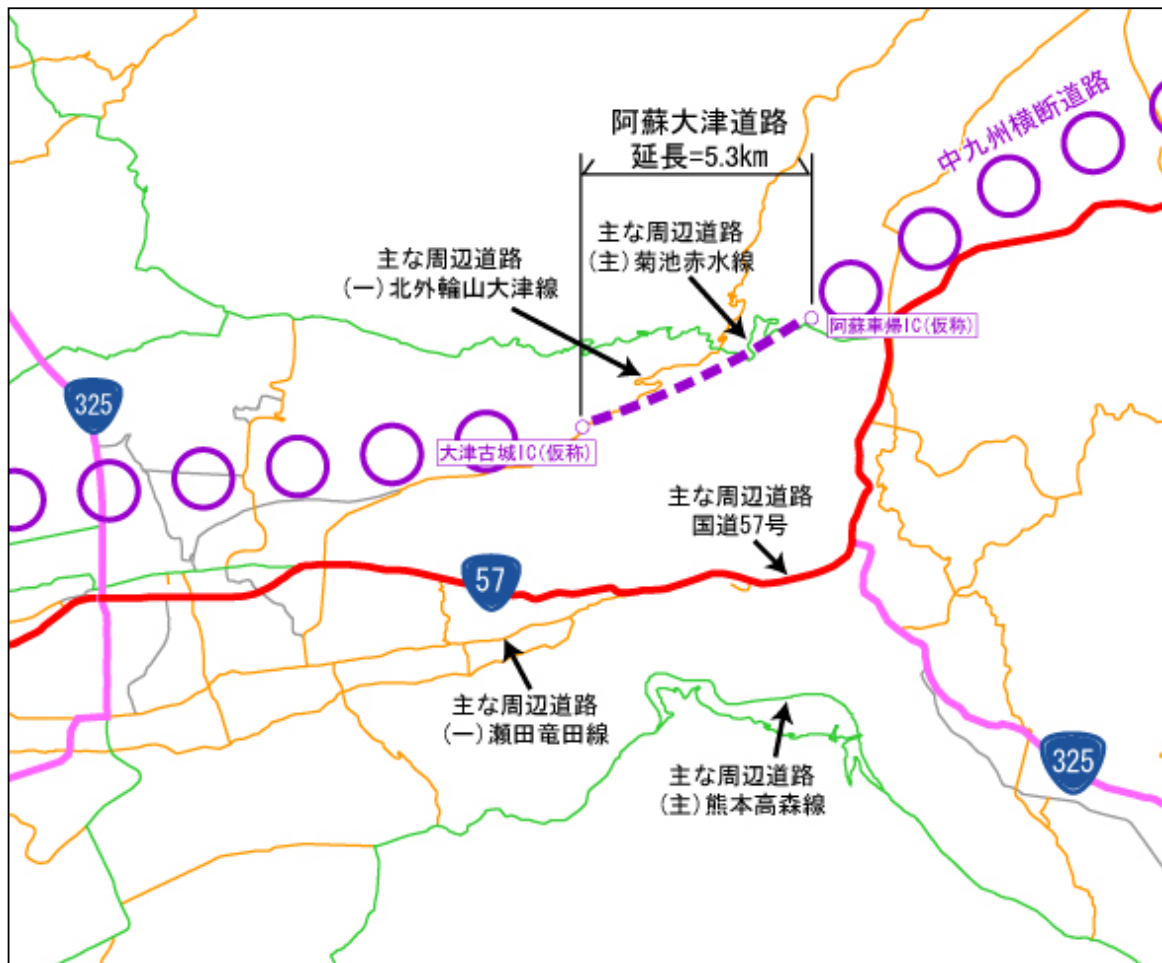 阿蘇大津道路
延長=5.3km
中九州横断道路
主な周辺道路
(主)菊池赤水線
主な周辺道路
(一)北外輪山大津線
阿蘇車帰IC(仮称)
325
大津古城IC(仮称)
主な周辺道路
国道57号
57
主な周辺道路
(一)瀬田竜田線
主な周辺道路
(主)熊本高森線
325